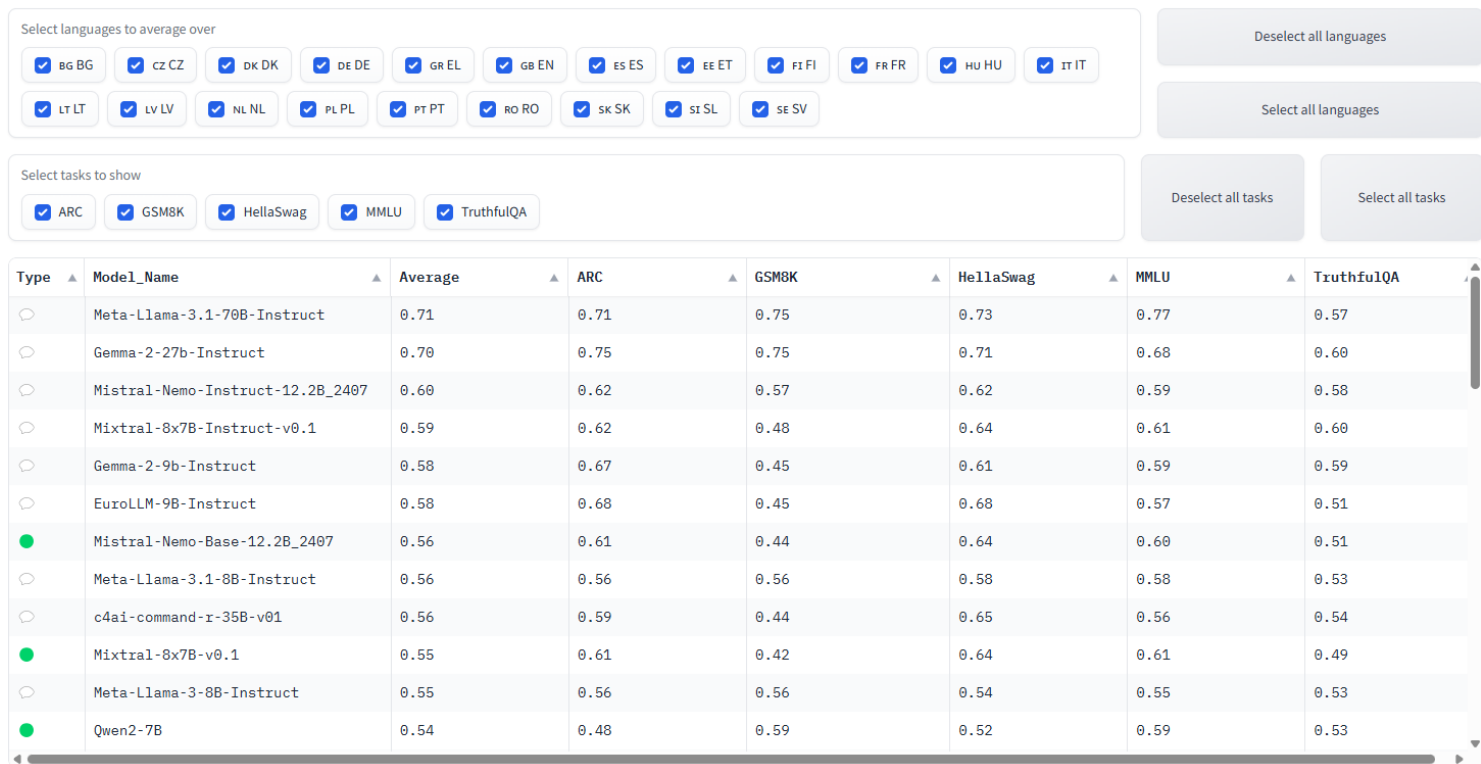 Select languages to average over
BG BG CZ CZ DK DK DE DE GR EL GB EN ES ES EE ET FI FI FR FR HU HU IT IT
LT LT LV LV NL NL PL PL PT PT RO RO SK SK SI SL SE SV
Deselect all languages
Select all languages
Select tasks to show
ARC GSM8K HellaSwag MMLU TruthfulQA
Deselect all tasks Select all tasks
Type Model_Name Average ARC GSM8K HellaSwag MMLU TruthfulQA
Meta-Llama-3.1-70B-Instruct 0.71 0.71 0.75 0.73 0.77 0.57
Gemma-2-27b-Instruct 0.70 0.75 0.75 0.71 0.68 0.60
Mistral-Nemo-Instruct-12.2B_2407 0.60 0.62 0.57 0.62 0.59 0.58
Mixtral-8x7B-Instruct-v0.1 0.59 0.62 0.48 0.64 0.61 0.60
Gemma-2-9b-Instruct 0.58 0.67 0.45 0.61 0.59 0.59
EuroLLM-9B-Instruct 0.58 0.68 0.45 0.68 0.57 0.51
Mistral-Nemo-Base-12.2B_2407 0.56 0.61 0.44 0.64 0.60 0.51
Meta-Llama-3.1-8B-Instruct 0.56 0.56 0.56 0.58 0.58 0.53
c4ai-command-r-35B-v01 0.56 0.59 0.44 0.65 0.56 0.54
Mixtral-8x7B-v0.1 0.55 0.61 0.42 0.64 0.61 0.49
Meta-Llama-3-8B-Instruct 0.55 0.56 0.56 0.54 0.55 0.53
Qwen2-7B 0.54 0.48 0.59 0.52 0.59 0.53